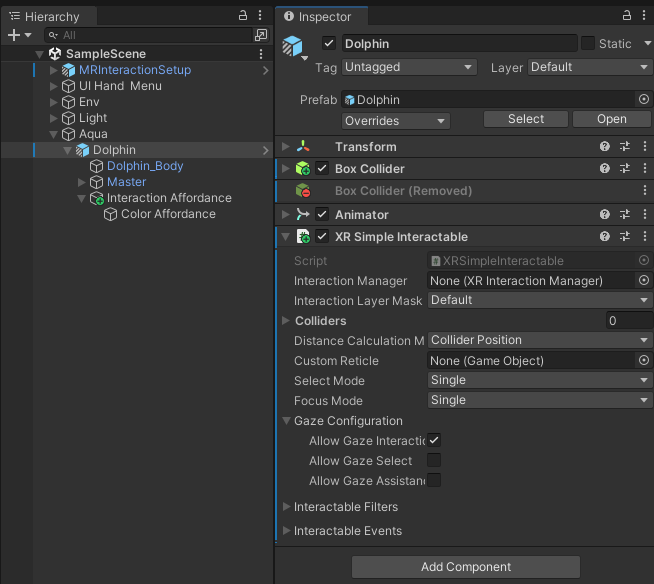 Hierarchy
All
SampleScene
MRInteractionSetup
UI Hand Menu
Env
Light
Aqua
Dolphin
Dolphin_Body
Master
Interaction Affordance
Color Affordance
Inspector
Dolphin
Static
Tag Untagged Layer Default
Prefab Dolphin
Overrides Select Open
Transform
Box Collider
Box Collider (Removed)
Animator
XR Simple Interactable
Script # XRSimpleInteractable
Interaction Manager None (XR Interaction Manager)
Interaction Layer Mask Default
Colliders 0
Distance Calculation M Collider Position
Custom Reticle None (Game Object)
Select Mode Single
Focus Mode Single
Gaze Configuration
Allow Gaze Interactic
Allow Gaze Select
Allow Gaze Assistan
Interactable Filters
Interactable Events
Add Component